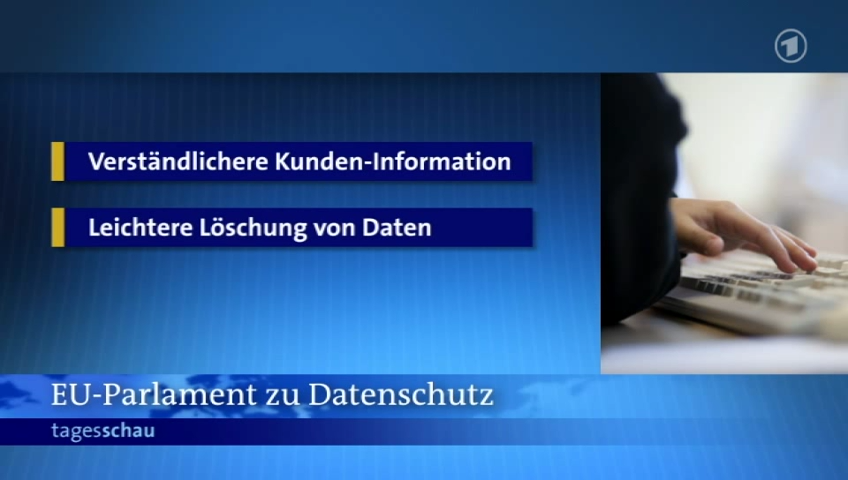 Verständlichere Kunden-Information
Leichtere Löschung von Daten
EU-Parlament zu Datenschutz
tagesschau